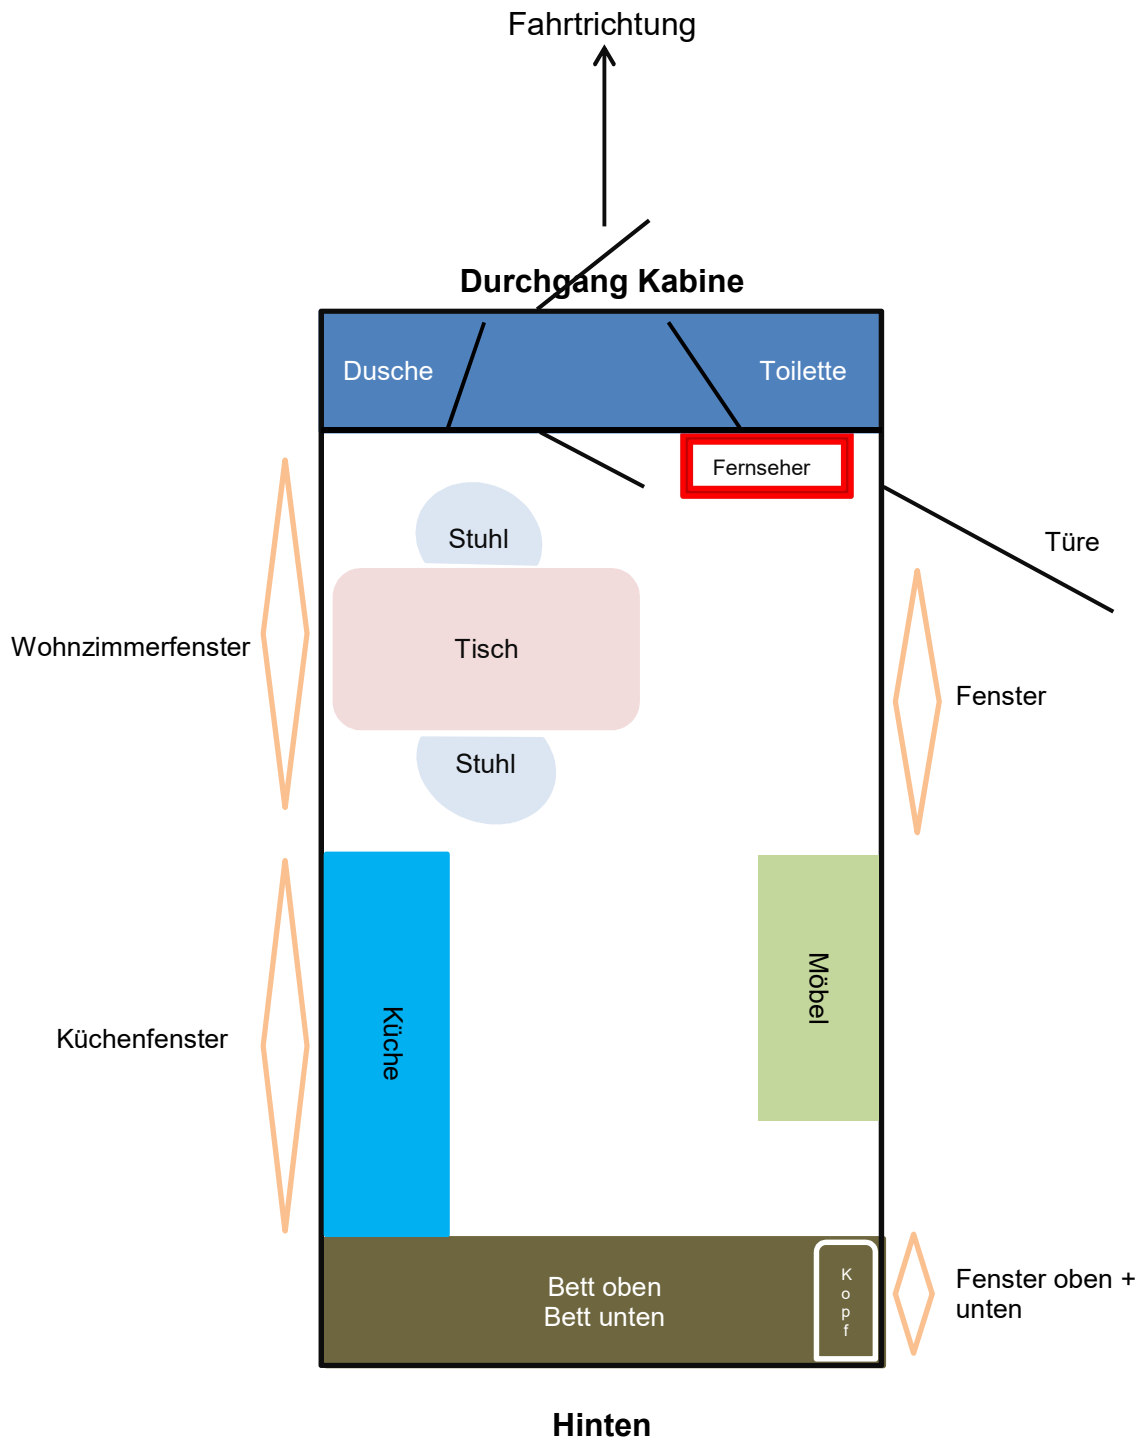 Fahrtrichtung
Durchgang Kabine
Dusche
Toilette
Fernseher
Stuhl
Türe
Wohnzimmerfenster
Tisch
Fenster
Stuhl
Küchenfenster
Küche
Möbel
Bett oben
Bett unten
Kopf
Fenster oben +
unten
Hinten